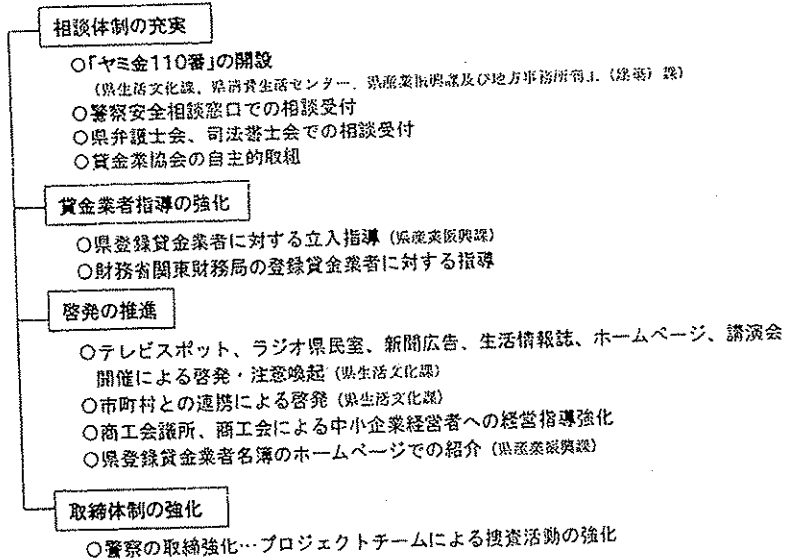 相談体制の充実
○「ヤミ金110番」の開設
(県生活文化課、県消費生活センター、県産業振興課及び地方事務所
○警察安全相談窓口での相談受付
○県弁護士会、司法書士会での相談受付
○貸金業協会の自主的取組
貸金業者指導の強化
○県登録貸金業者に対する立入指導 (県産業振興課)
○財務省関東財務局の登録貸金業者に対する指導
啓発の推進
○テレビスポット、ラジオ県民室、新聞広告、生活情報誌、ホームページ、講演会
開催による啓発・注意喚起 (県生活文化課)
○市町村との連携による啓発 (県生活文化課)
○商工会議所、商工会による中小企業経営者への経営指導強化
○県登録貸金業者名簿のホームページでの紹介 (県産業振興課)
取締体制の強化
○警察の取締強化…プロジェクトチームによる捜査活動の強化